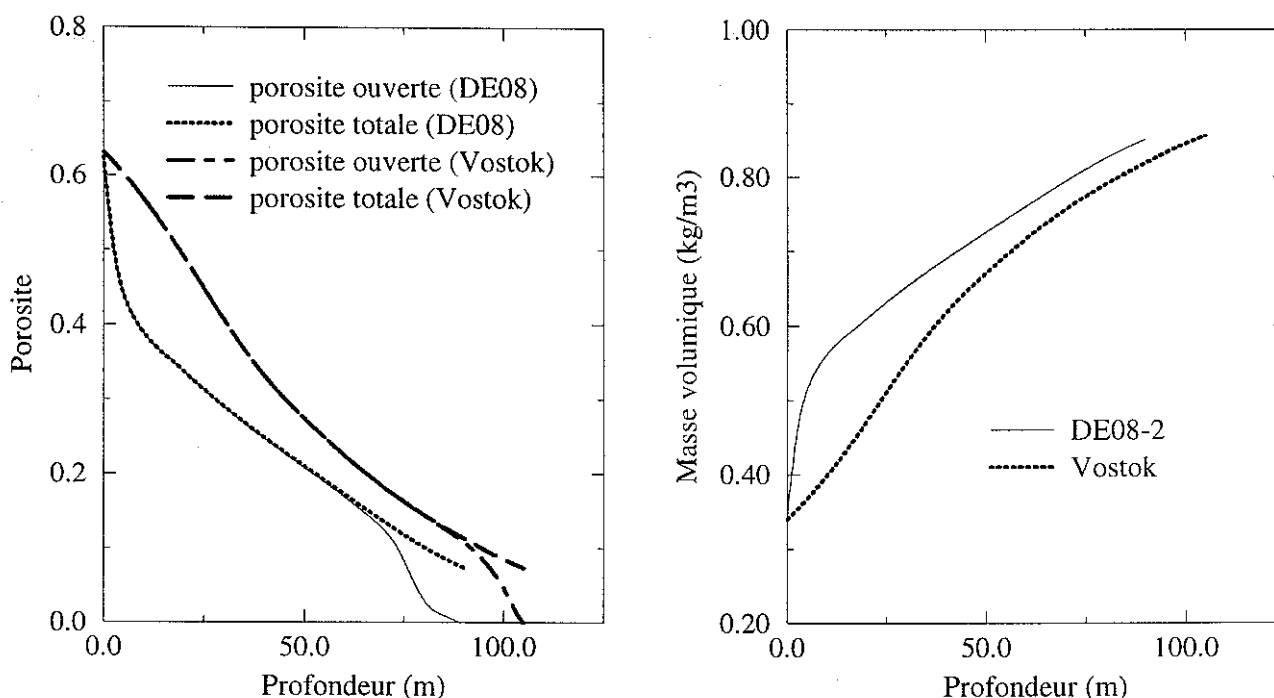 0.8
0.6
0.4
0.2
0.0
Porosite
porosite ouverte (DE08)
porosite totale (DE08)
porosite ouverte (Vostok)
porosite totale (Vostok)
0.0
50.0
100.0
Profondeur (m)
1.00
0.80
0.60
0.40
0.20
Masse volumique (kg/m3)
DE08-2
Vostok
0.0
50.0
100.0
Profondeur (m)